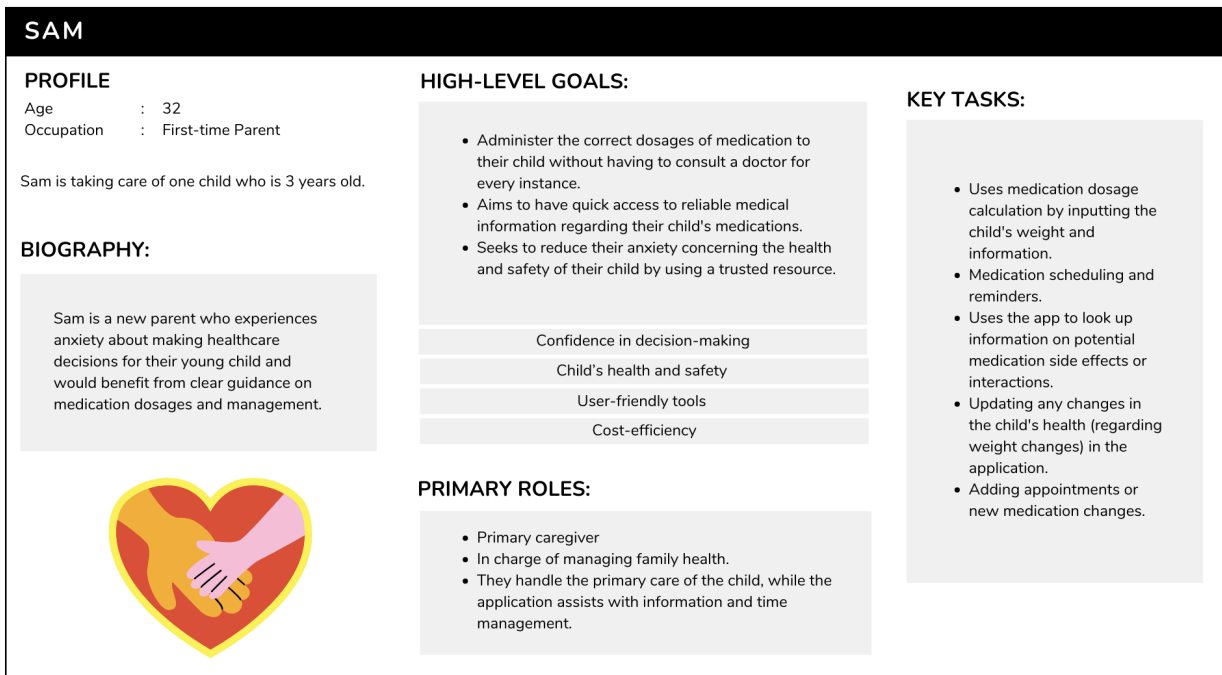 SAM
PROFILE
Age : 32
Occupation : First-time Parent
Sam is taking care of one child who is 3 years old.
BIOGRAPHY:
Sam is a new parent who experiences
anxiety about making healthcare
decisions for their young child and
would benefit from clear guidance on
medication dosages and management.
HIGH-LEVEL GOALS:
• Administer the correct dosages of medication to
their child without having to consult a doctor for
every instance.
• Aims to have quick access to reliable medical
information regarding their child's medications.
• Seeks to reduce their anxiety concerning the health
and safety of their child by using a trusted resource.
Confidence in decision-making
Child's health and safety
User-friendly tools
Cost-efficiency
PRIMARY ROLES:
• Primary caregiver
• In charge of managing family health.
• They handle the primary care of the child, while the
application assists with information and time
management.
KEY TASKS:
• Uses medication dosage
calculation by inputting the
child's weight and
information.
• Medication scheduling and
reminders.
• Uses the app to look up
information on potential
medication side effects or
interactions.
• Updating any changes in
the child's health (regarding
weight changes) in the
application.
• Adding appointments or
new medication changes.